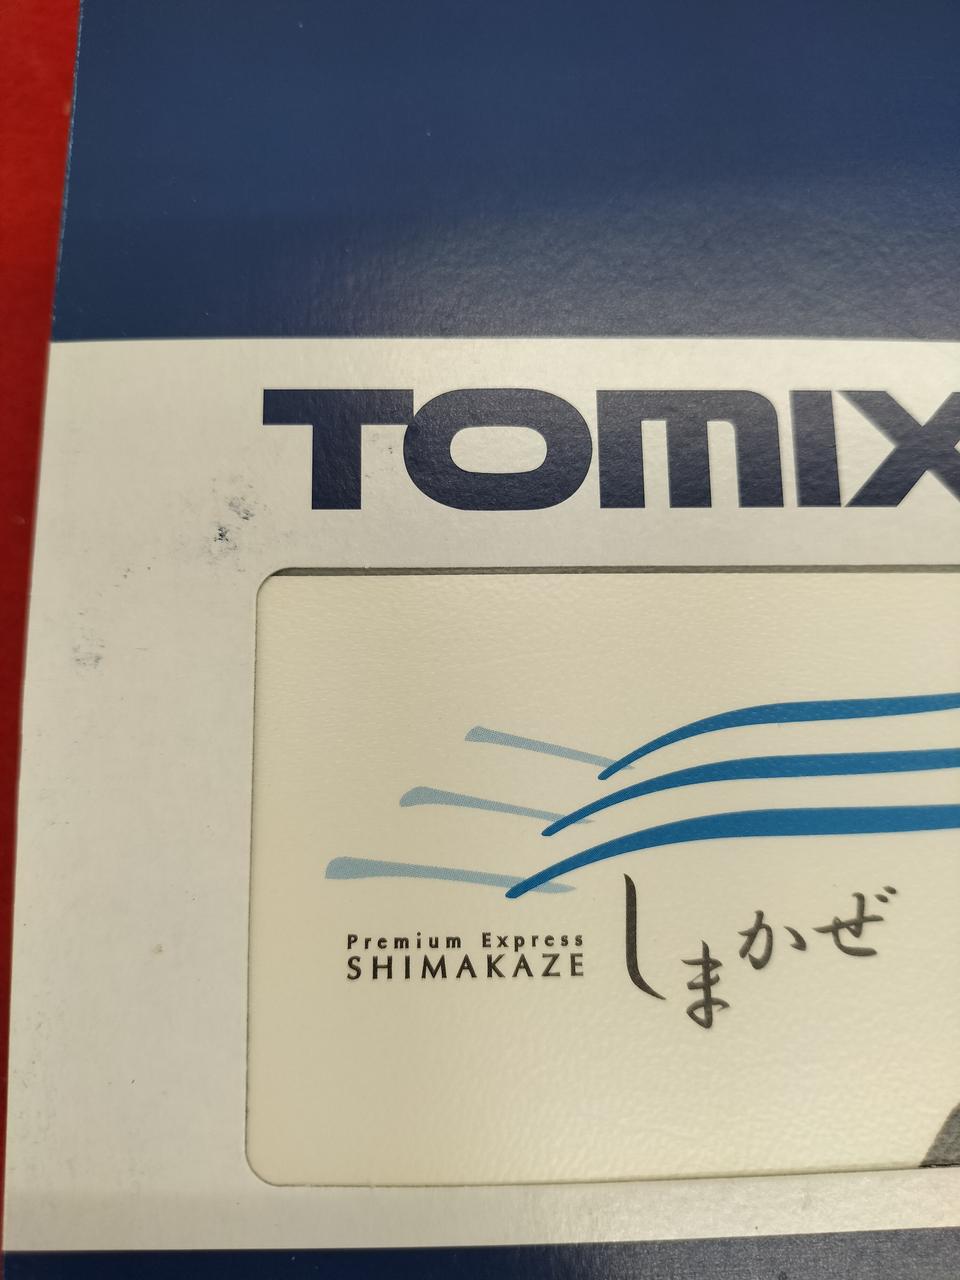 TOMIX
Premium Express
SHIMAKAZE
しまかぜ